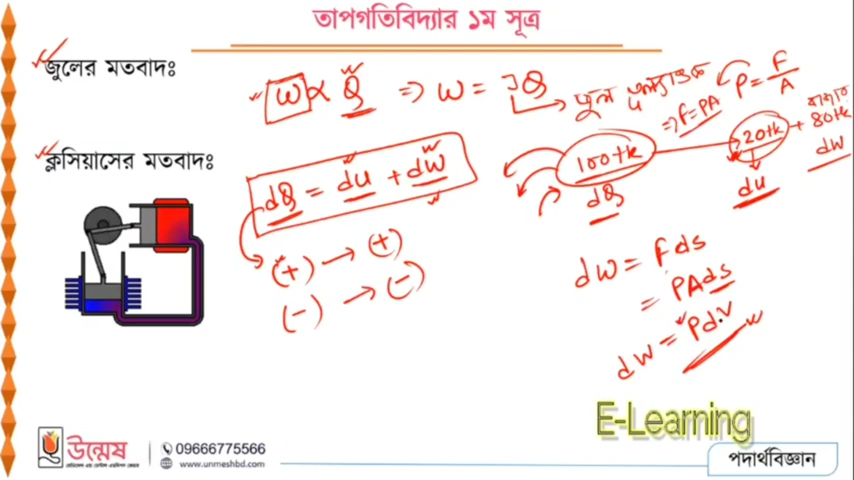 তাপগতিবিদ্যার ১ম সূত্র
জুলের মতবাদঃ
W ∝ Q ⇒ W = JQ
জুল
P = F/A
⇒ F = PA
100tk
20tk + 80tk
dQ
du
dW
ক্লসিয়াসের মতবাদঃ
dQ = du + dW
(+) → (+)
(-) → (-)
dW = Fds
= PAds
dW = PdV
E-Learning
উন্মেষ
09666775566
www.unmeshbd.com
পদার্থবিজ্ঞান